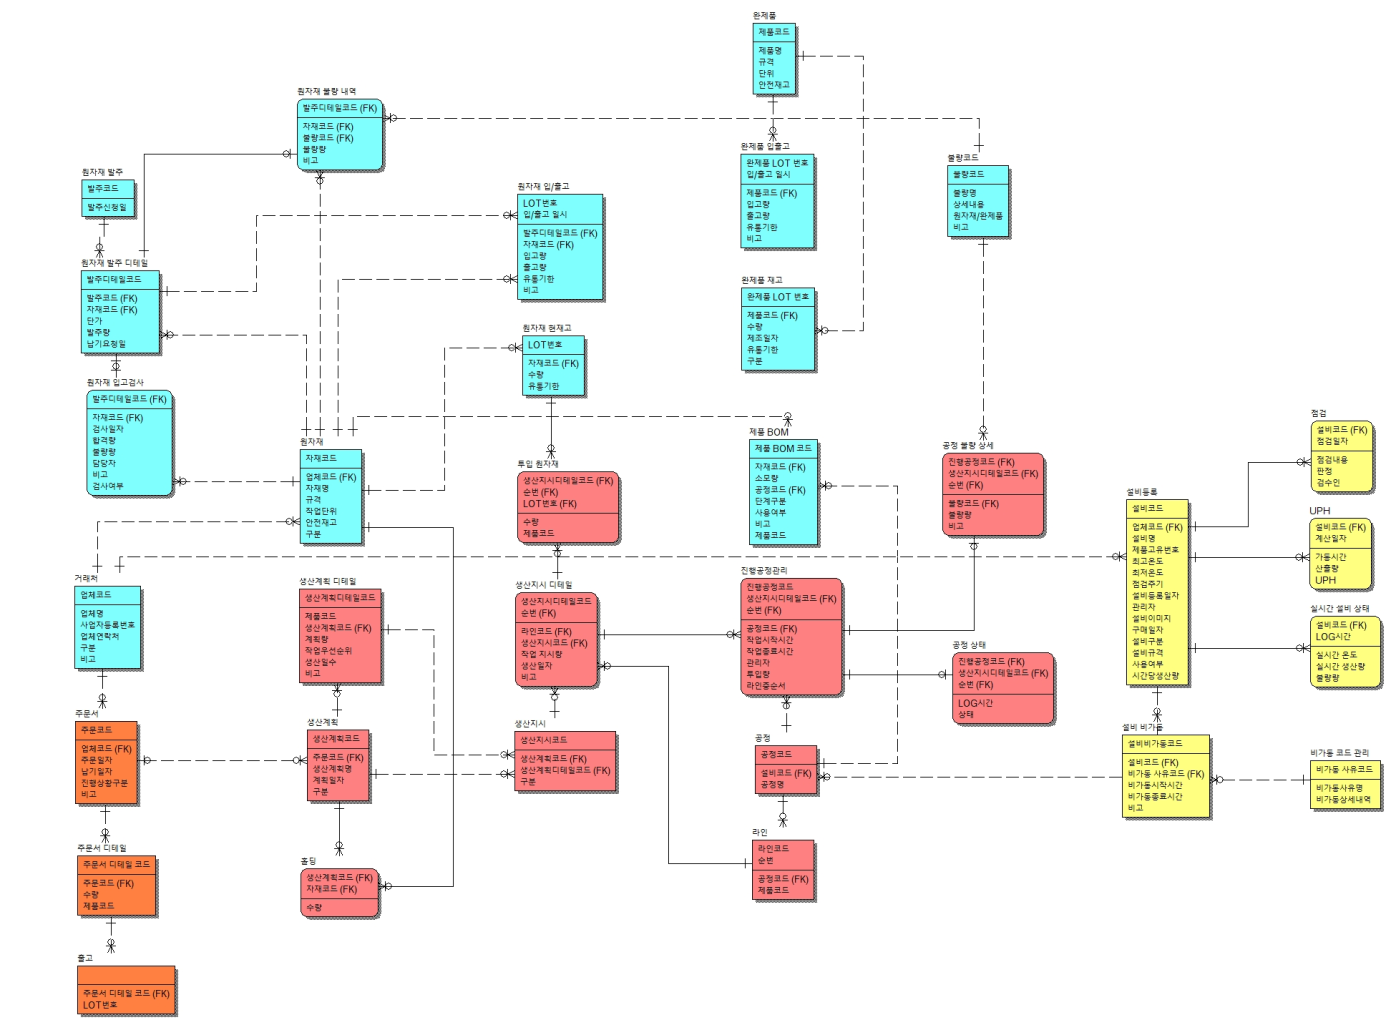 완제품
제품코드
제품명
규격
단위
안전재고
원자재 불량 내역
발주디테일코드 (FK)
자재코드 (FK)
불량코드 (FK)
불량량
비고
원자재 발주
발주코드
발주신청일
원자재 입/출고
LOT번호
입/출고 일시
발주디테일코드 (FK)
자재코드 (FK)
입고량
출고량
유통기한
비고
완제품 입출고
완제품 LOT 번호
입/출고 일시
제품코드 (FK)
입고량
출고량
유통기한
비고
불량코드
불량코드
불량명
상세내용
원자재/완제품
비고
원자재 발주 디테일
발주디테일코드
발주코드 (FK)
자재코드 (FK)
단가
발주량
납기요청일
완제품 재고
완제품 LOT 번호
제품코드 (FK)
수량
제조일자
유통기한
구분
원자재 현재고
LOT번호
자재코드 (FK)
수량
유통기한
원자재 입고검사
발주디테일코드 (FK)
자재코드 (FK)
검사일자
합격량
불량량
담당자
비고
검사여부
원자재
자재코드
업체코드 (FK)
자재명
규격
작업단위
안전재고
구분
투입 원자재
생산지시디테일코드 (FK)
순번 (FK)
LOT번호 (FK)
수량
제품코드
제품 BOM
제품 BOM 코드
자재코드 (FK)
소모량
공정코드 (FK)
단계구분
사용여부
비고
제품코드
공정 불량 상세
진행공정코드 (FK)
생산지시디테일코드 (FK)
순번 (FK)
불량코드 (FK)
불량량
비고
점검
설비코드 (FK)
점검일자
점검내용
판정
검수인
설비등록
설비코드
업체코드 (FK)
설비명
제품고유번호
최고온도
최저온도
점검주기
설비등록일자
관리자
설비이미지
구매일자
설비구분
설비규격
사용여부
시간당생산량
UPH
설비코드 (FK)
계산일자
가동시간
산출량
UPH
실시간 설비 상태
설비코드 (FK)
LOG시간
실시간 온도
실시간 생산량
불량량
거래처
업체코드
업체명
사업자등록번호
업체연락처
구분
비고
생산계획 디테일
생산계획디테일코드
제품코드
생산계획코드 (FK)
계획량
작업우선순위
생산일수
비고
생산지시 디테일
생산지시디테일코드
순번 (FK)
라인코드 (FK)
생산지시코드 (FK)
작업 지시량
생산일자
비고
진행공정관리
진행공정코드
생산지시디테일코드 (FK)
순번 (FK)
공정코드 (FK)
작업시작시간
작업종료시간
관리자
투입량
라인중순서
공정 상태
진행공정코드 (FK)
생산지시디테일코드 (FK)
순번 (FK)
LOG시간
상태
주문서
주문코드
업체코드 (FK)
주문일자
납기일자
진행상황구분
비고
생산계획
생산계획코드
주문코드 (FK)
생산계획명
계획일자
구분
생산지시
생산지시코드
생산계획코드 (FK)
생산계획디테일코드 (FK)
구분
공정
공정코드
설비코드 (FK)
공정명
설비 비가동
설비비가동코드
설비코드 (FK)
비가동 사유코드 (FK)
비가동시작시간
비가동종료시간
비고
비가동 코드 관리
비가동 사유코드
비가동사유명
비가동상세내역
주문서 디테일
주문서 디테일 코드
주문코드 (FK)
수량
제품코드
홀딩
생산계획코드 (FK)
자재코드 (FK)
수량
라인
라인코드
순번
공정코드 (FK)
제품코드
출고
주문서 디테일 코드 (FK)
LOT번호